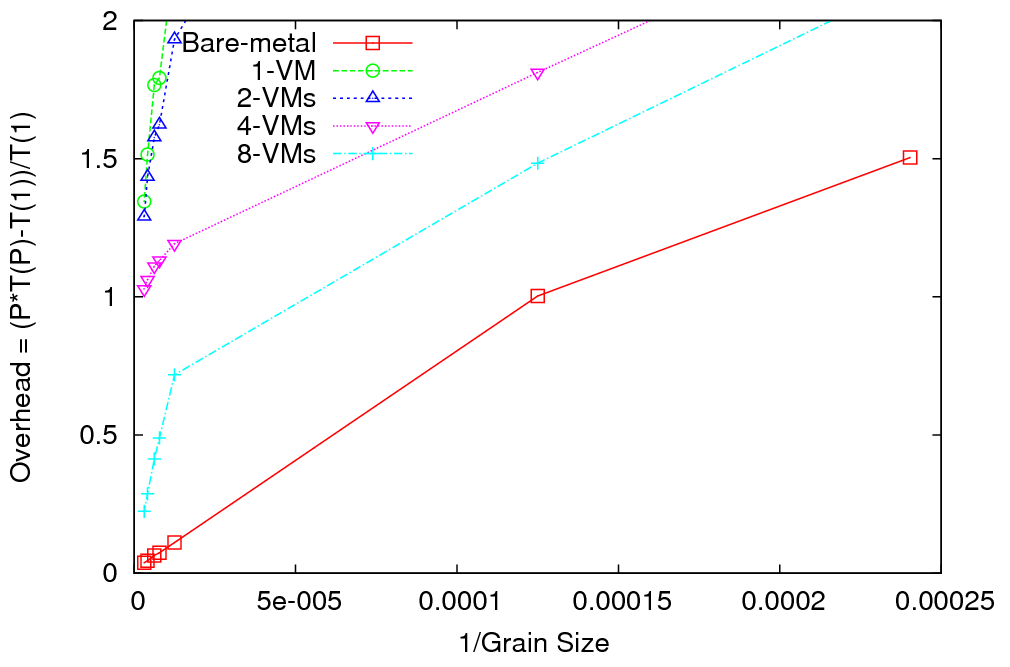 2
1.5
1
0.5
0
Overhead = (P*T(P)-T(1))/T(1)
Bare-metal
1-VM
2-VMs
4-VMs
8-VMs
0 5e-005 0.0001 0.00015 0.0002 0.00025
1/Grain Size